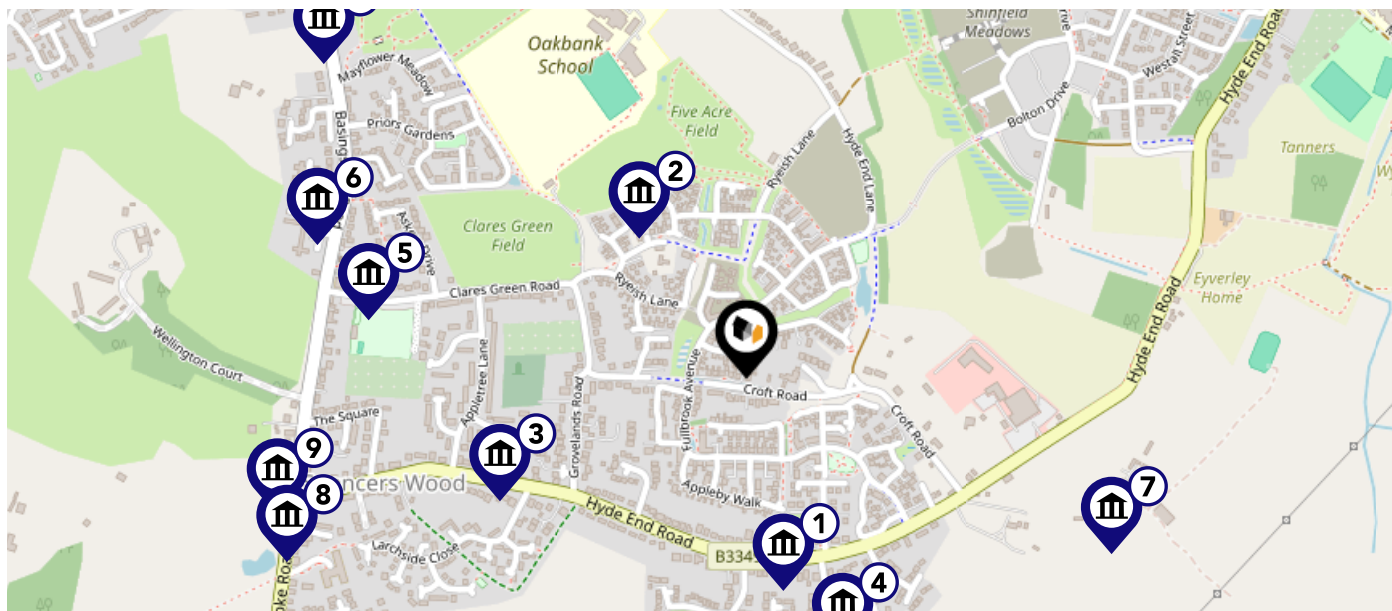 Shinfield
Meadows
Oakbank
School
Mayflower Meadow
Westall Street
Hyde End Road
Bolton Drive
Priors Gardens
Five Acre
Field
Ryeish Lane
Hyde End Lane
Tanners
6
2
Clares Green
Field
5
Eyverley
Home
Clares Green Road
Ryeish Lane
Hyde End Road
Wellington Court
Appletree Lane
Fullbrook Avenue
Croft Road
The Square
Grovelands Road
Croft Road
9
3
ncers Wood
8
Appleby Walk
7
Hyde End Road
1
Larchside Close
4